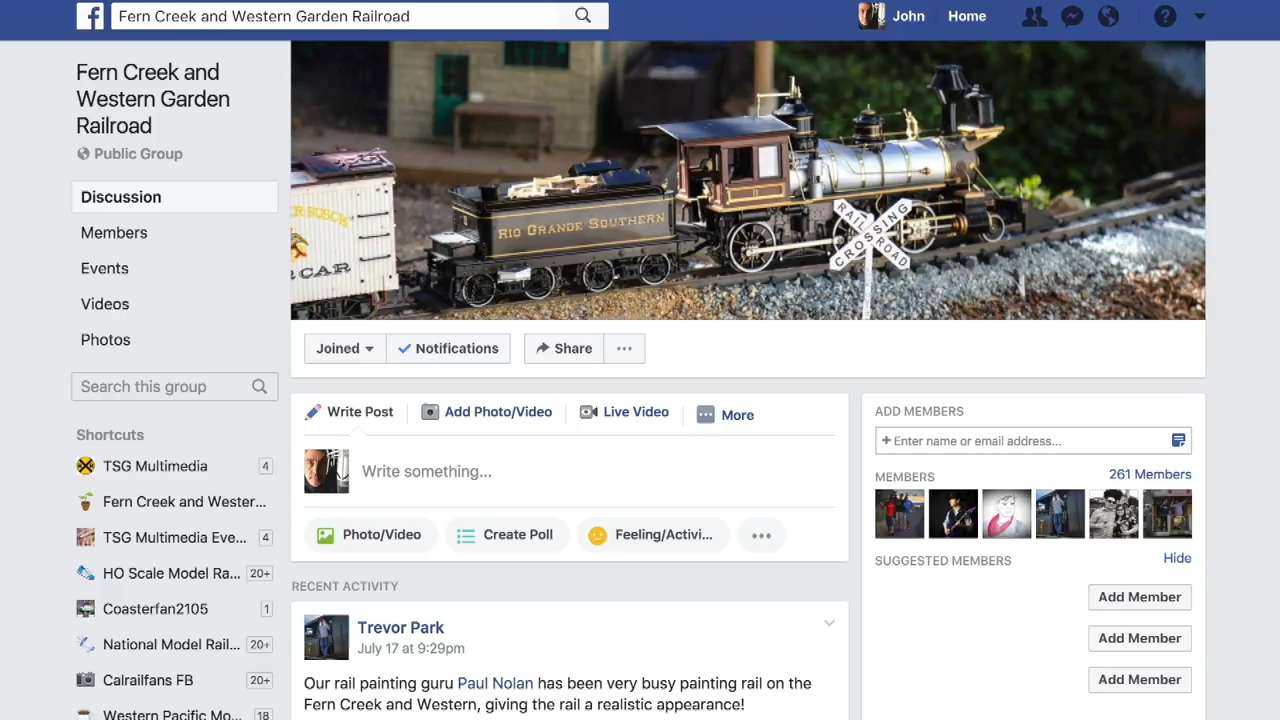 Fern Creek and Western Garden Railroad
John
Home
Fern Creek and
Western Garden
Railroad
Public Group
Discussion
Members
Events
Videos
Photos
Search this group
Shortcuts
TSG Multimedia 4
Fern Creek and Wester...
TSG Multimedia Eve... 4
HO Scale Model Ra... 20+
Coasterfan2105 1
National Model Rail... 20+
Calrailfans FB 20+
Western Pacific Mo... 18
BUSCH
CAR
RIO GRANDE SOUTHERN
RAILROAD
CROSSING
Joined
Notifications
Share
Write Post
Add Photo/Video
Live Video
More
Write something...
Photo/Video
Create Poll
Feeling/Activi...
RECENT ACTIVITY
Trevor Park
July 17 at 9:29pm
Our rail painting guru Paul Nolan has been very busy painting rail on the
Fern Creek and Western, giving the rail a realistic appearance!
ADD MEMBERS
+ Enter name or email address...
MEMBERS
261 Members
SUGGESTED MEMBERS
Hide
Add Member
Add Member
Add Member